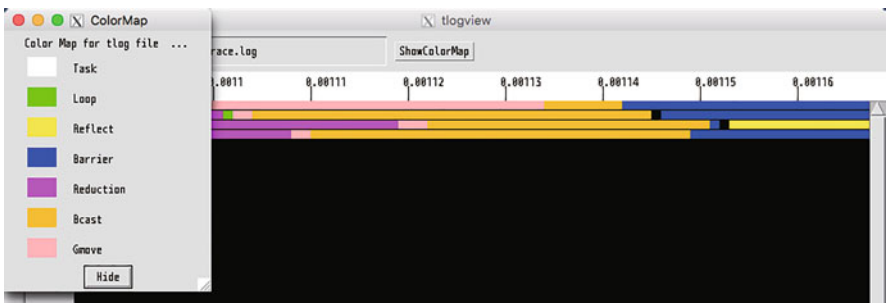 ColorMap
tlogview
Color Map for tlog file ...
race.log
ShowColorMap
Task
Loop
Reflect
Barrier
Reduction
Bcast
Gmove
Hide
.0011 0.00111 0.00112 0.00113 0.00114 0.00115 0.00116